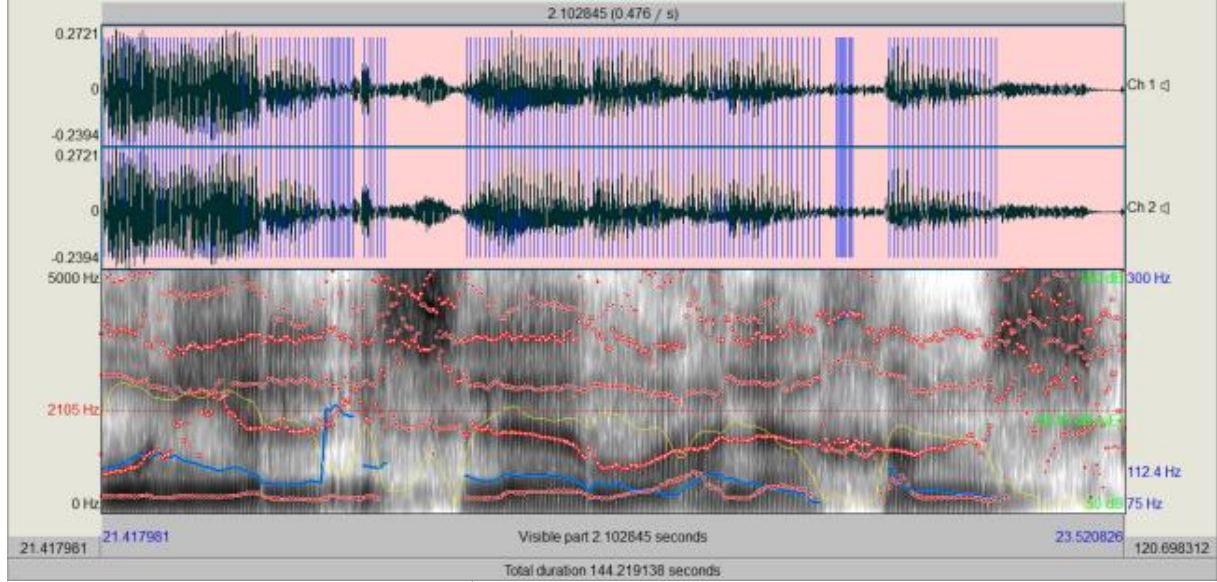 2.102845 (0.476 / s)
0.2721
0
-0.2394
Ch 1
0.2721
0
-0.2394
Ch 2
5000 Hz
300 Hz
2105 Hz
112.4 Hz
0 Hz
50 dB
75 Hz
21.417981
21.417981
Visible part 2.102845 seconds
23.520826
120.698312
Total duration 144.219138 seconds